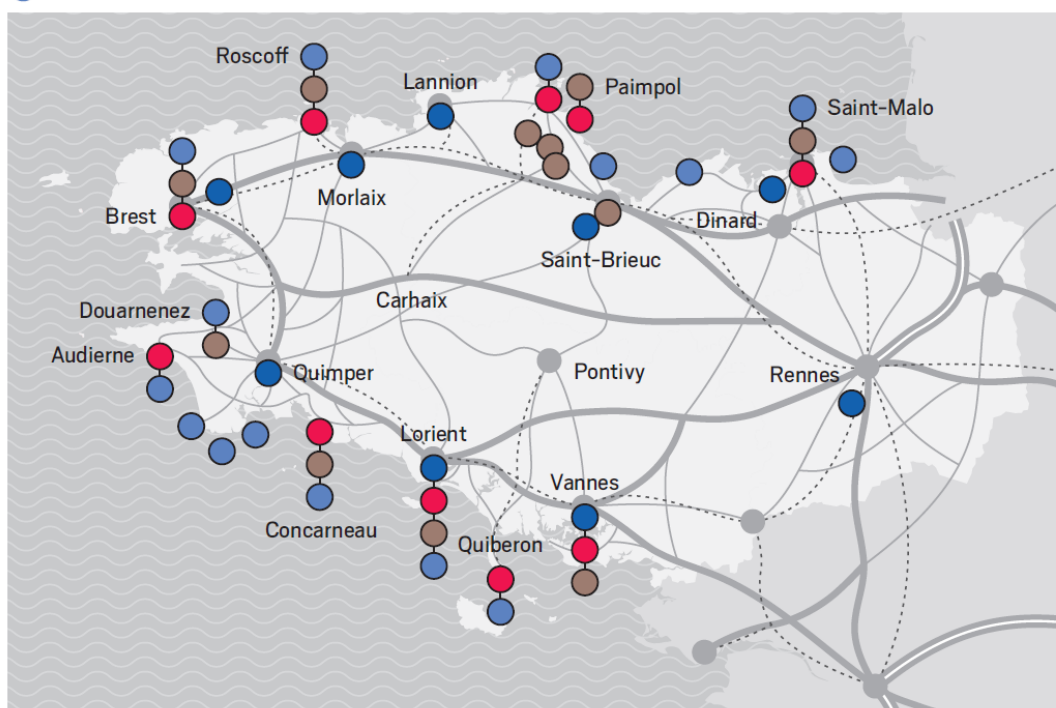 Roscoff
Lannion
Paimpol
Saint-Malo
Brest
Morlaix
Dinard
Saint-Brieuc
Carhaix
Douarnenez
Audierne
Quimper
Pontivy
Rennes
Lorient
Vannes
Concarneau
Quiberon